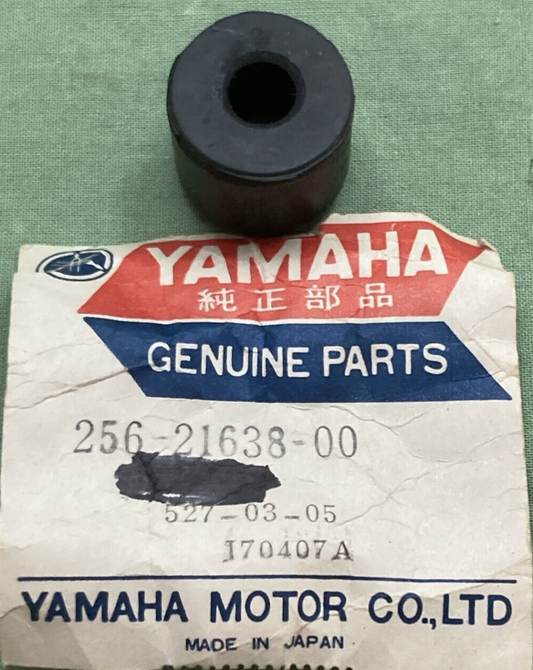 YAMAHA
純正部品
GENUINE PARTS
256-21638-00
527-03-05
I70407A
YAMAHA MOTOR CO.,LTD
MADE IN JAPAN